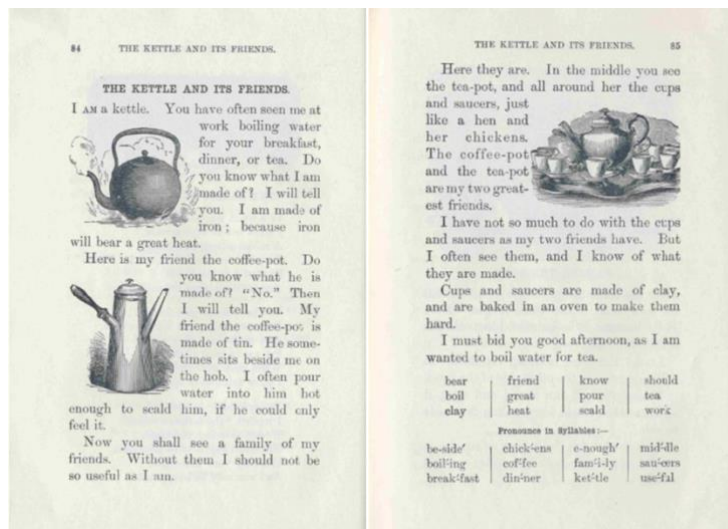 84 THE KETTLE AND ITS FRIENDS.
THE KETTLE AND ITS FRIENDS.
I AM a kettle. You have often seen me at
work boiling water
for your breakfast,
dinner, or tea. Do
you know what I am
made of? I will tell
you. I am made of
iron; because iron
will bear a great heat.
Here is my friend the coffee-pot. Do
you know what he is
made of? "No." Then
I will tell you. My
friend the coffee-pot is
made of tin. He some-
times sits beside me on
the hob. I often pour
water into him hot
enough to scald him, if he could only
feel it.
Now you shall see a family of my
friends. Without them I should not be
so useful as I am.
THE KETTLE AND ITS FRIENDS. 85
Here they are. In the middle you see
the tea-pot, and all around her the cups
and saucers, just
like a hen and
her chickens.
The coffee-pot
and the tea-pot
are my two great-
est friends.
I have not so much to do with the cups
and saucers as my two friends have. But
I often see them, and I know of what
they are made.
Cups and saucers are made of clay,
and are baked in an oven to make them
hard.
I must bid you good afternoon, as I am
wanted to boil water for tea.
bear friend know should
boil great pour tea
clay heat scald work
Pronounce in Syllables:—
be-side′ chick′-ens e-nough′ mid′-dle
boil′-ing cof′-fee fam′-i-ly sau′-cers
break′-fast din′-ner ket′-tle use′-ful